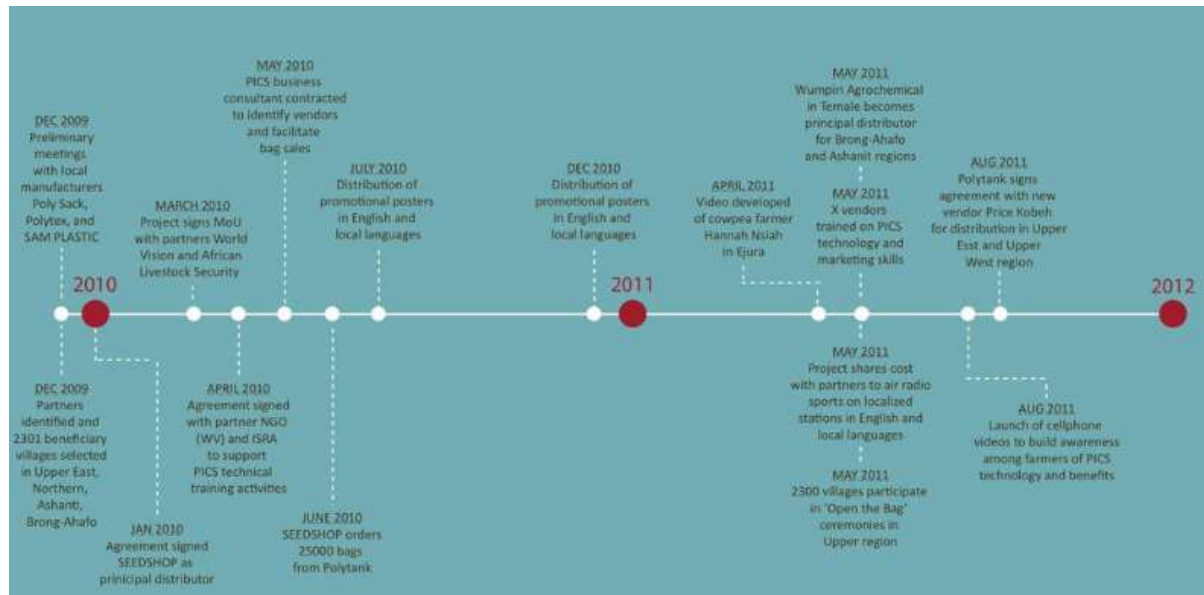 DEC 2009
Preliminary
meetings
with local
manufacturers
Poly Sack, Polytex, and
SAM PLASTIC
MARCH 2010
Project signs MoU
with partners World
Vision and African
Livestock Security
MAY 2010
PICS business
consultant contracted
to identify vendors
and facilitate
bag sales
JULY 2010
Distribution of
promotional posters
in English and
local languages
DEC 2010
Distribution of
promotional posters
in English and
local languages
APRIL 2011
Video developed
of cowpea farmer
Hannah Nsiah
in Ejura
MAY 2011
Wumpiri Agrochemical
in Temale becomes
principal distributor
for Brong-Ahafo
and Ashanit regions
MAY 2011
X vendors
trained on PICS
technology and
marketing skills
AUG 2011
Polytank signs
agreement with new
vendor Price Kobeh
for distribution in Upper
Esst and Upper
West region
2010
2011
2012
DEC 2009
Partners
identified and
2301 beneficiary
villages selected
in Upper East,
Northern,
Ashanti,
Brong-Ahafo
JAN 2010
Agreement signed
SEEDSHOP as
prinicipal distributor
APRIL 2010
Agreement signed
with partner NGO
(WV) and ISRA
to support
PICS technical
training activities
JUNE 2010
SEEDSHOP orders
25000 bags
from Polytank
MAY 2011
Project shares cost
with partners to air radio
sports on localized
stations in English and
local languages
MAY 2011
2300 villages participate
in 'Open the Bag'
ceremonies in
Upper region
AUG 2011
Launch of cellphone
videos to build awareness
among farmers of PICS
technology and benefits